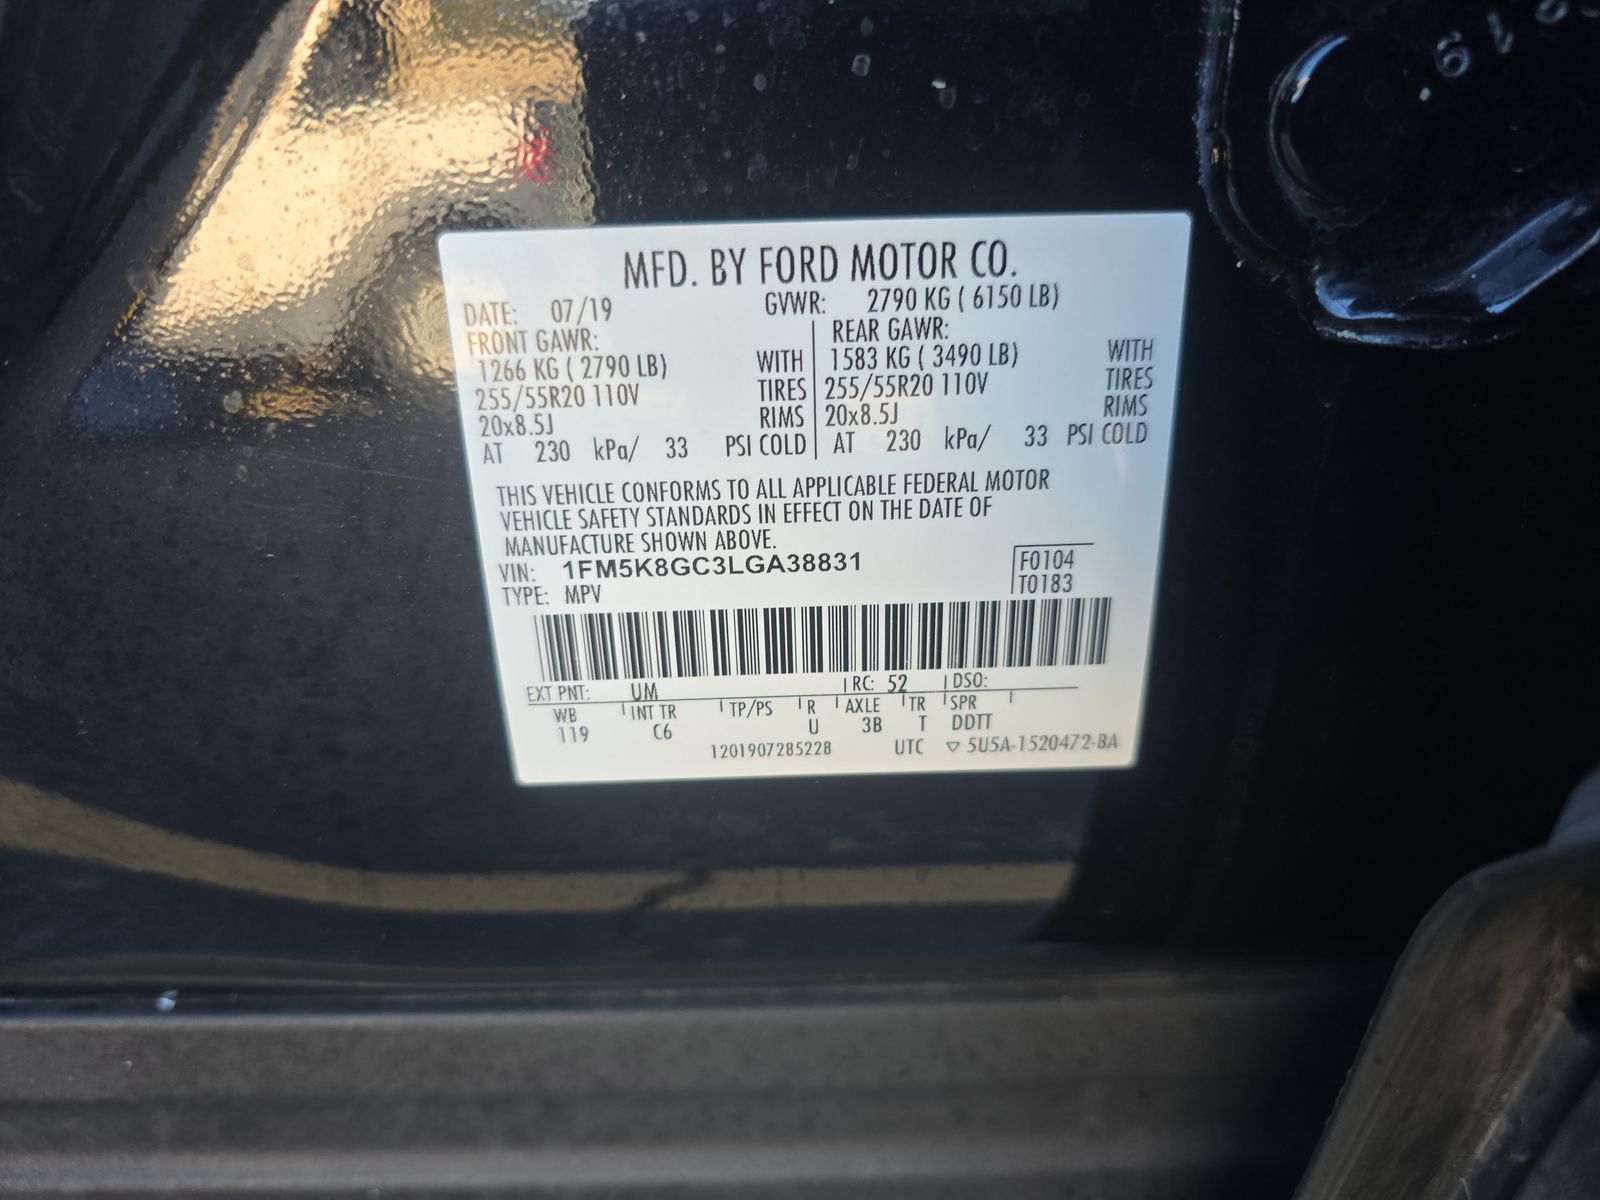 MFD. BY FORD MOTOR CO.
DATE: 07/19 GVWR: 2790 KG ( 6150 LB)
FRONT GAWR: REAR GAWR:
1266 KG ( 2790 LB) WITH 1583 KG ( 3490 LB) WITH
255/55R20 110V TIRES 255/55R20 110V TIRES
20x8.5J RIMS 20x8.5J RIMS
AT 230 kPa/ 33 PSI COLD AT 230 kPa/ 33 PSI COLD
THIS VEHICLE CONFORMS TO ALL APPLICABLE FEDERAL MOTOR
VEHICLE SAFETY STANDARDS IN EFFECT ON THE DATE OF
MANUFACTURE SHOWN ABOVE.
VIN: 1FM5K8GC3LGA38831 F0104
TYPE: MPV T0183
EXT PNT: UM RC: 52 DSO:
WB INT TR TP/PS R AXLE TR SPR
119 C6 U 3B T DDTT
1201907285228 UTC ▽ 5U5A-1520472-BA